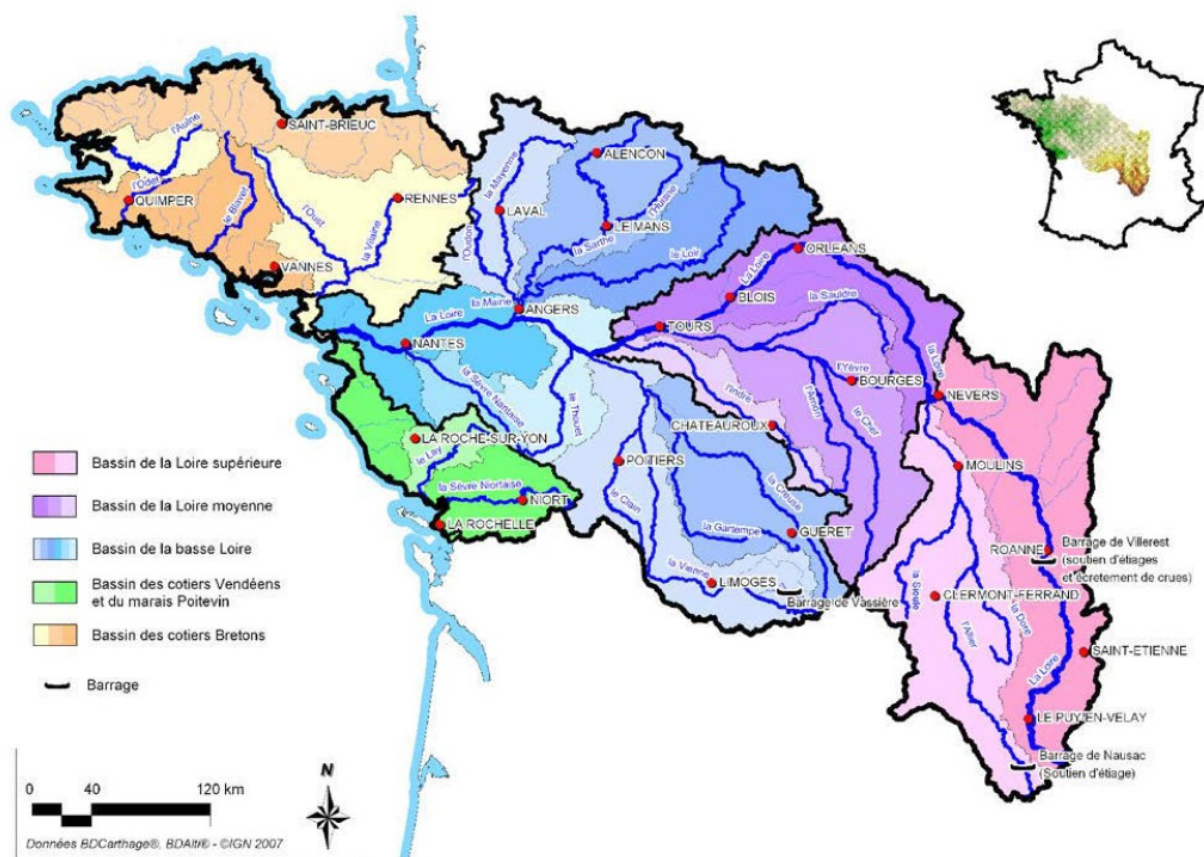 SAINT-BRIEUC
l'Aulne
l'Odet
QUIMPER
le Blavet
l'Oust
RENNES
la Vilaine
VANNES
la Mayenne
LAVAL
l'Oudon
ALENCON
l'Huisne
LE MANS
la Sarthe
le Loir
la Maine
ANGERS
La Loire
NANTES
la Sèvre Nantaise
le Thouet
ORLEANS
La Loire
BLOIS
la Sauldre
TOURS
la Loire
l'Yèvre
BOURGES
NEVERS
l'Indre
l'Arnon
le Cher
CHATEAUROUX
LA ROCHE-SUR-YON
le Lay
la Sèvre Niortaise
NIORT
LA ROCHELLE
POITIERS
le Clain
la Creuse
la Gartempe
GUERET
la Vienne
LIMOGES
Barrage de Vassière
MOULINS
ROANNE
Barrage de Villerest
(soutien d'étiages
et écretement de crues)
la Sioule
CLERMONT-FERRAND
la Dore
l'Allier
SAINT-ETIENNE
La Loire
LE PUY-EN-VELAY
Barrage de Nausac
(Soutien d'étiage)
Bassin de la Loire supérieure
Bassin de la Loire moyenne
Bassin de la basse Loire
Bassin des cotiers Vendéens
et du marais Poitevin
Bassin des cotiers Bretons
Barrage
0 40 120 km
N
Données BDCarthage®, BDAlti® - ©IGN 2007